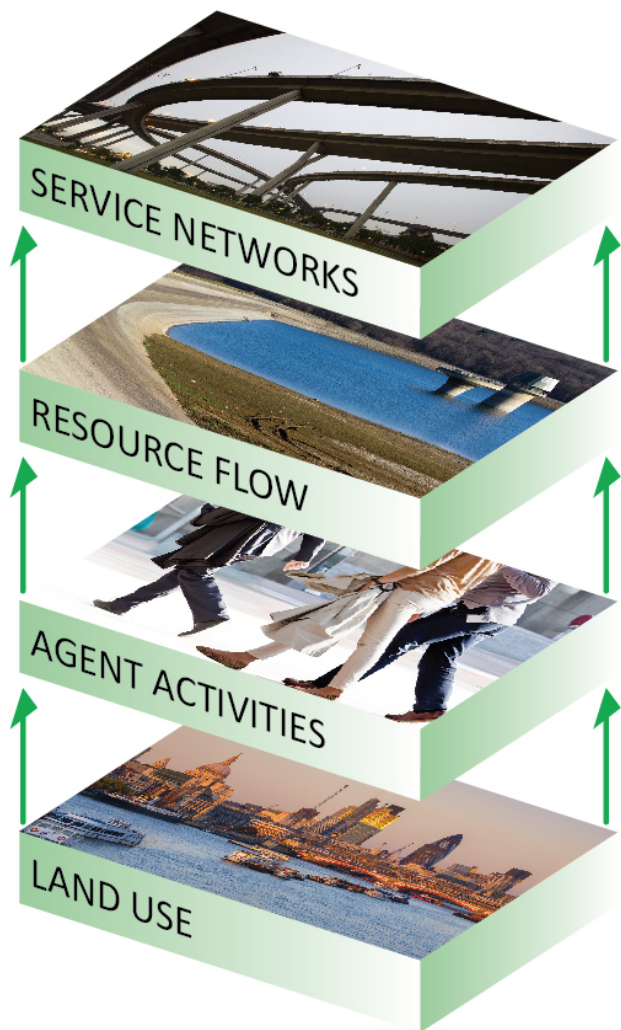 SERVICE NETWORKS
RESOURCE FLOW
AGENT ACTIVITIES
LAND USE